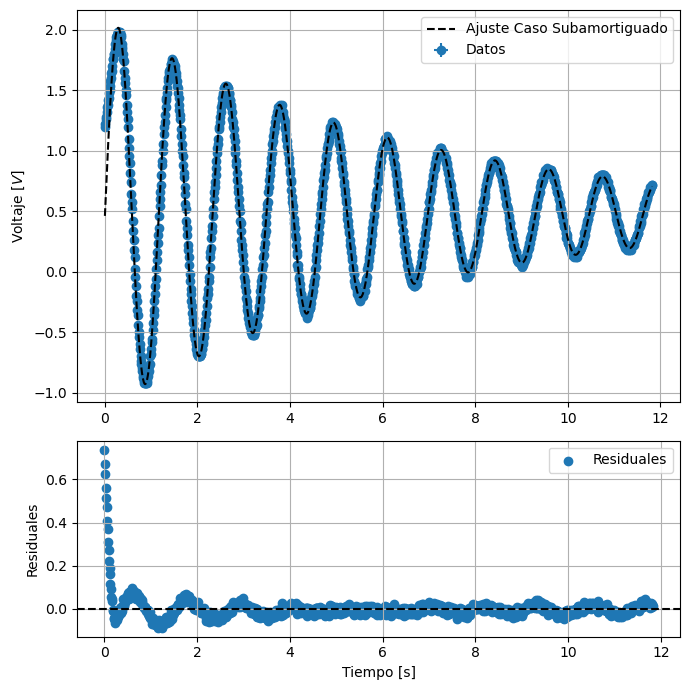 Ajuste Caso Subamortiguado
Datos
Voltaje [V]
2.0
1.5
1.0
0.5
0.0
−0.5
−1.0
0 2 4 6 8 10 12
Residuales
Residuales
0.6
0.4
0.2
0.0
0 2 4 6 8 10 12
Tiempo [s]